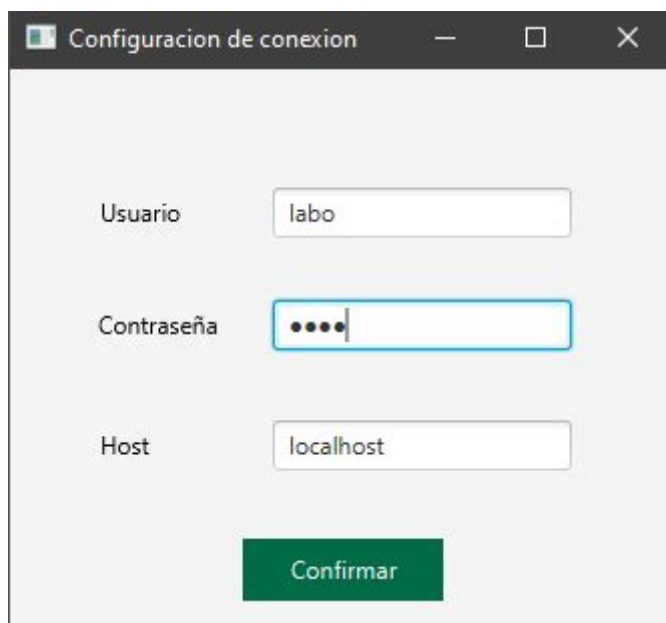 Configuracion de conexion
Usuario labo
Contraseña ••••
Host localhost
Confirmar